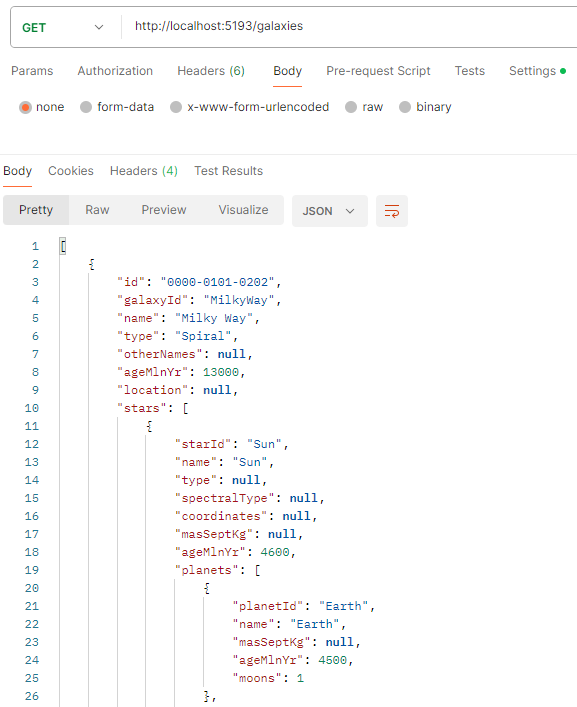 GET http://localhost:5193/galaxies
Params Authorization Headers (6) Body Pre-request Script Tests Settings
none form-data x-www-form-urlencoded raw binary
Body Cookies Headers (4) Test Results
Pretty Raw Preview Visualize JSON
1 [
2 {
3 "id": "0000-0101-0202",
4 "galaxyId": "MilkyWay",
5 "name": "Milky Way",
6 "type": "Spiral",
7 "otherNames": null,
8 "ageMlnYr": 13000,
9 "location": null,
10 "stars": [
11 {
12 "starId": "Sun",
13 "name": "Sun",
14 "type": null,
15 "spectralType": null,
16 "coordinates": null,
17 "masSeptKg": null,
18 "ageMlnYr": 4600,
19 "planets": [
20 {
21 "planetId": "Earth",
22 "name": "Earth",
23 "masSeptKg": null,
24 "ageMlnYr": 4500,
25 "moons": 1
26 },